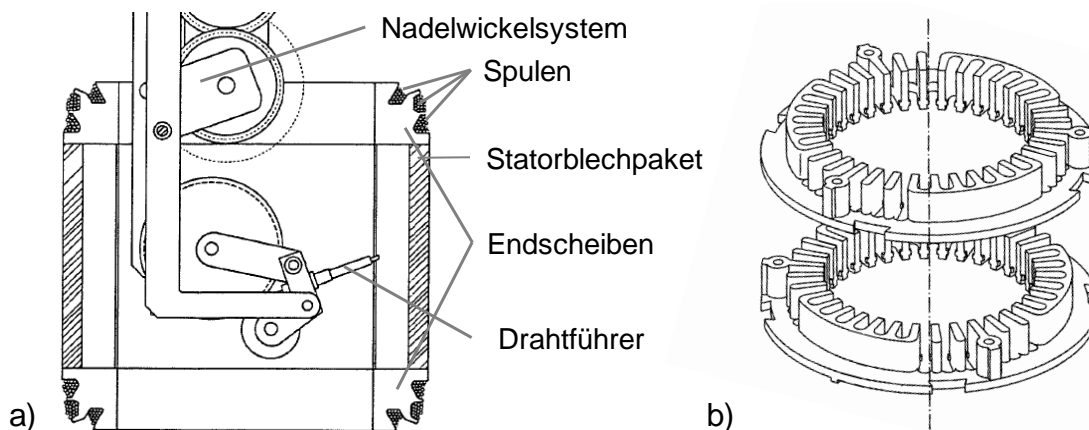 Nadelwickelsystem
Spulen
Statorblechpaket
Endscheiben
Drahtführer
a)
b)